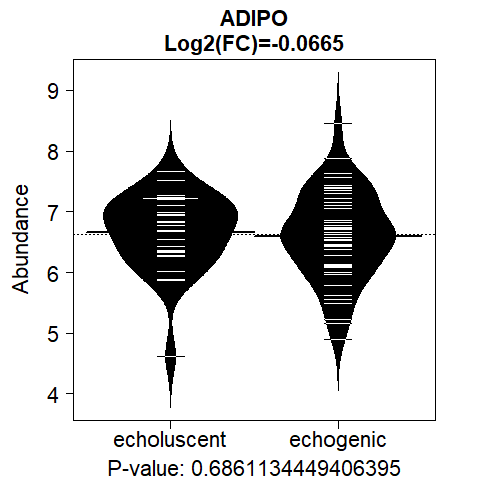 ADIPO
Log2(FC)=-0.0665
Abundance
9
8
7
6
5
4
echoluscent echogenic
P-value: 0.6861134449406395